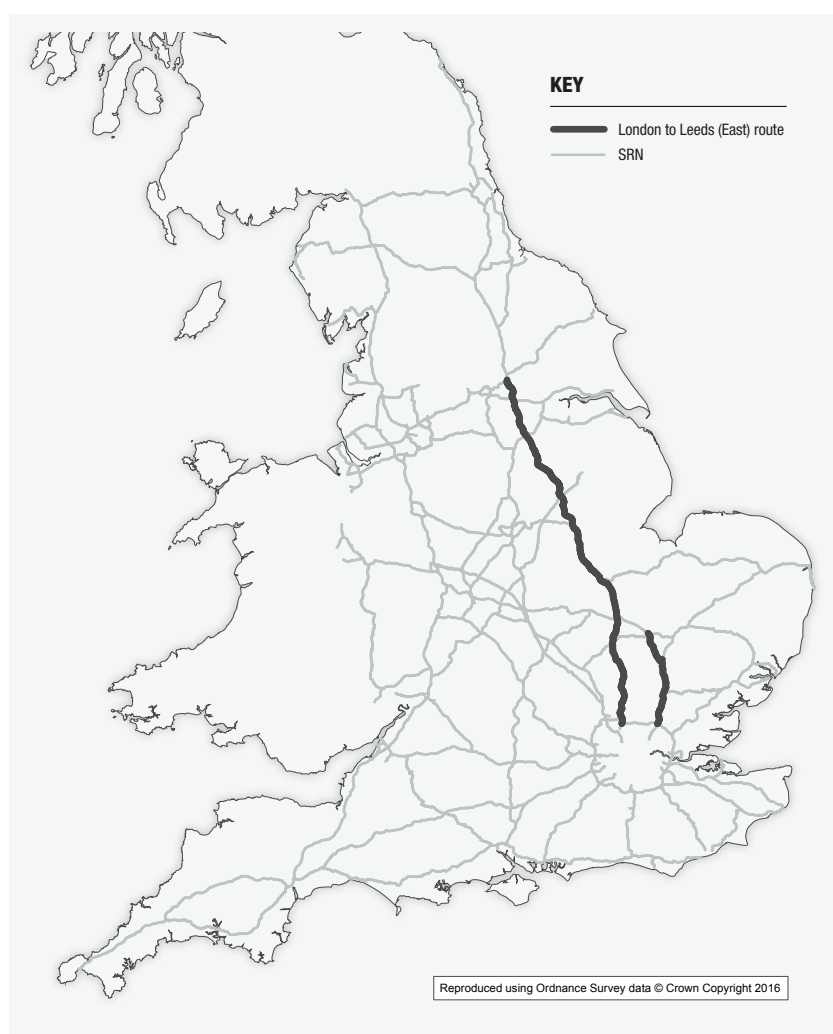 KEY
London to Leeds (East) route
SRN
Reproduced using Ordnance Survey data © Crown Copyright 2016